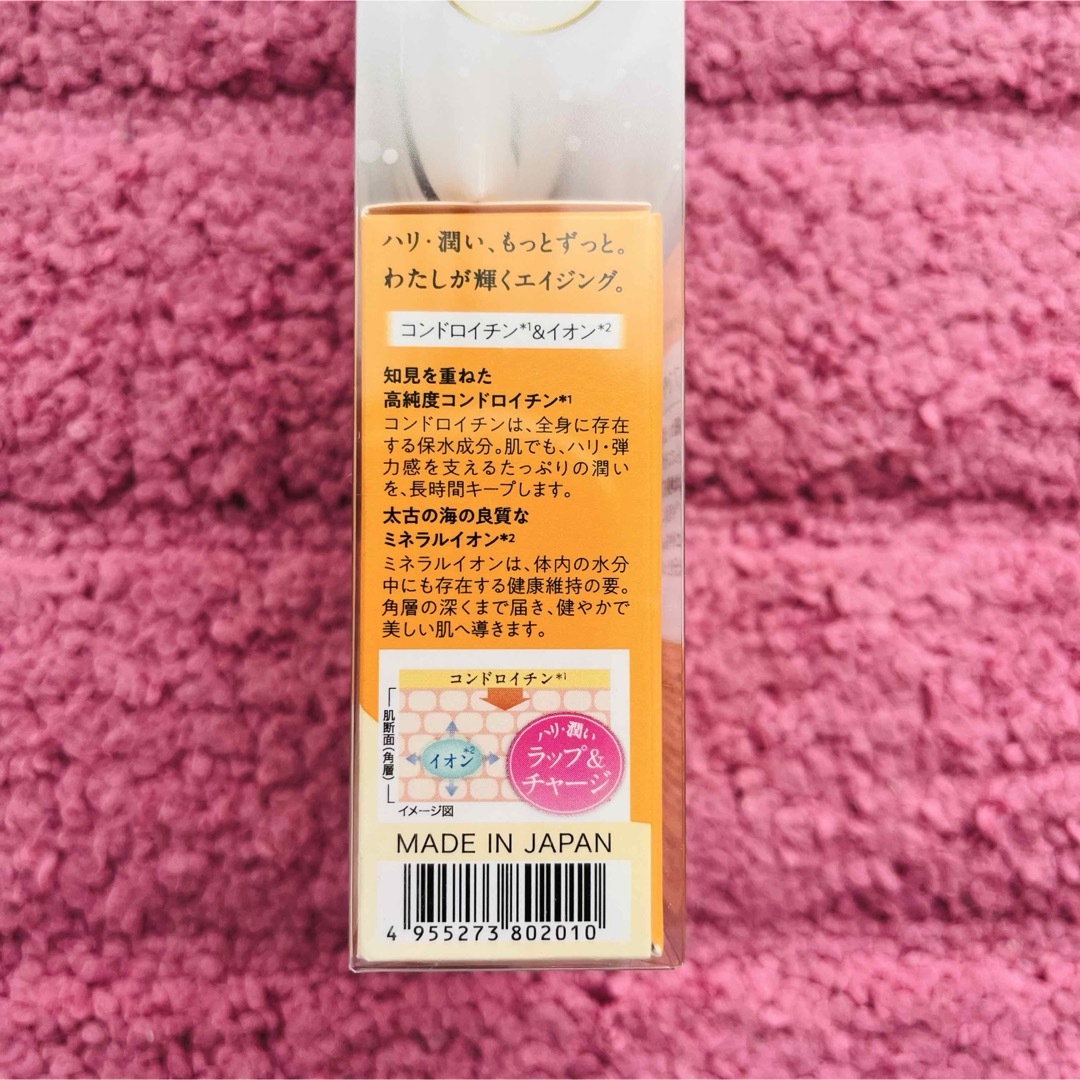 ハリ・潤い、もっとずっと。
わたしが輝くエイジング。
コンドロイチン*1&イオン*2
知見を重ねた
高純度コンドロイチン*1
コンドロイチンは、全身に存在
する保水成分。肌でも、ハリ・弾
力感を支えるたっぷりの潤い
を、長時間キープします。
太古の海の良質な
ミネラルイオン*2
ミネラルイオンは、体内の水分
中にも存在する健康維持の要。
角層の深くまで届き、健やかで
美しい肌へ導きます。
コンドロイチン*1
肌断面(角層)
イオン*2
ハリ・潤い
ラップ&
チャージ
イメージ図
MADE IN JAPAN
4 955273 802010